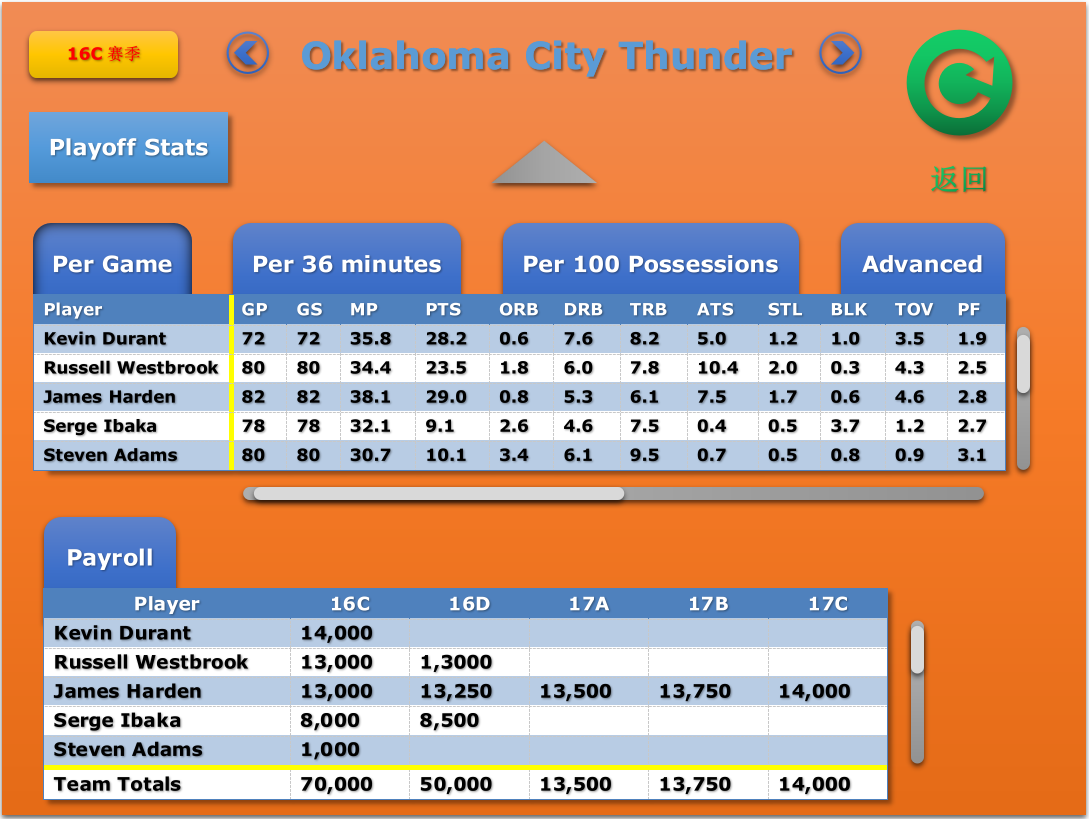 16C 赛季
Oklahoma City Thunder
Playoff Stats
返回
Per Game Per 36 minutes Per 100 Possessions Advanced
Player GP GS MP PTS ORB DRB TRB ATS STL BLK TOV PF
Kevin Durant 72 72 35.8 28.2 0.6 7.6 8.2 5.0 1.2 1.0 3.5 1.9
Russell Westbrook 80 80 34.4 23.5 1.8 6.0 7.8 10.4 2.0 0.3 4.3 2.5
James Harden 82 82 38.1 29.0 0.8 5.3 6.1 7.5 1.7 0.6 4.6 2.8
Serge Ibaka 78 78 32.1 9.1 2.6 4.6 7.5 0.4 0.5 3.7 1.2 2.7
Steven Adams 80 80 30.7 10.1 3.4 6.1 9.5 0.7 0.5 0.8 0.9 3.1
Payroll
Player 16C 16D 17A 17B 17C
Kevin Durant 14,000
Russell Westbrook 13,000 1,3000
James Harden 13,000 13,250 13,500 13,750 14,000
Serge Ibaka 8,000 8,500
Steven Adams 1,000
Team Totals 70,000 50,000 13,500 13,750 14,000